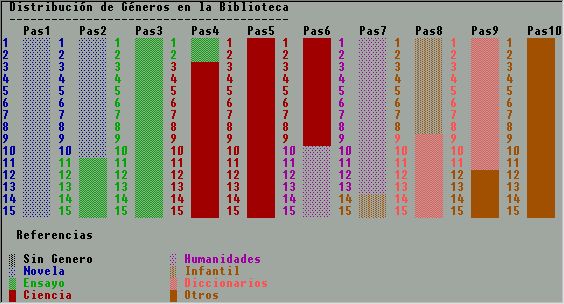 Distribución de Géneros en la Biblioteca
Pas1 Pas2 Pas3 Pas4 Pas5 Pas6 Pas7 Pas8 Pas9 Pas10
1 1 1 1 1 1 1 1 1 1
2 2 2 2 2 2 2 2 2 2
3 3 3 3 3 3 3 3 3 3
4 4 4 4 4 4 4 4 4 4
5 5 5 5 5 5 5 5 5 5
6 6 6 6 6 6 6 6 6 6
7 7 7 7 7 7 7 7 7 7
8 8 8 8 8 8 8 8 8 8
9 9 9 9 9 9 9 9 9 9
10 10 10 10 10 10 10 10 10 10
11 11 11 11 11 11 11 11 11 11
12 12 12 12 12 12 12 12 12 12
13 13 13 13 13 13 13 13 13 13
14 14 14 14 14 14 14 14 14 14
15 15 15 15 15 15 15 15 15 15
Referencias
Sin Genero Humanidades
Novela Infantil
Ensayo Diccionarios
Ciencia Otros